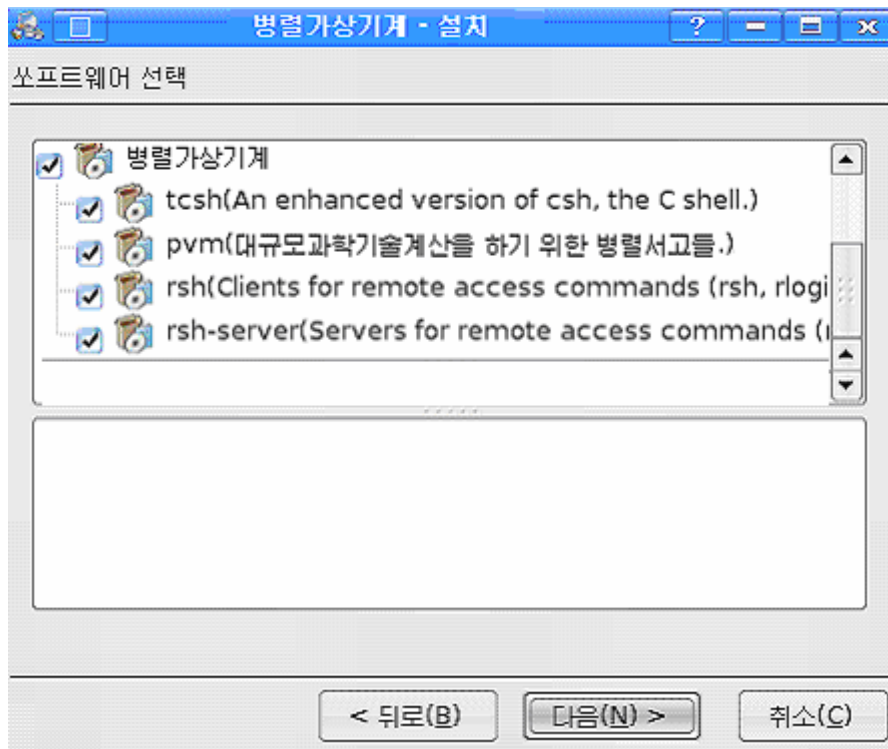 병렬가상기계 - 설치
쏘프트웨어 선택
병렬가상기계
tcsh(An enhanced version of csh, the C shell.)
pvm(대규모과학기술계산을 하기 위한 병렬서고들.)
rsh(Clients for remote access commands (rsh, rlogi
rsh-server(Servers for remote access commands (r
< 뒤로(B)
다음(N) >
취소(C)